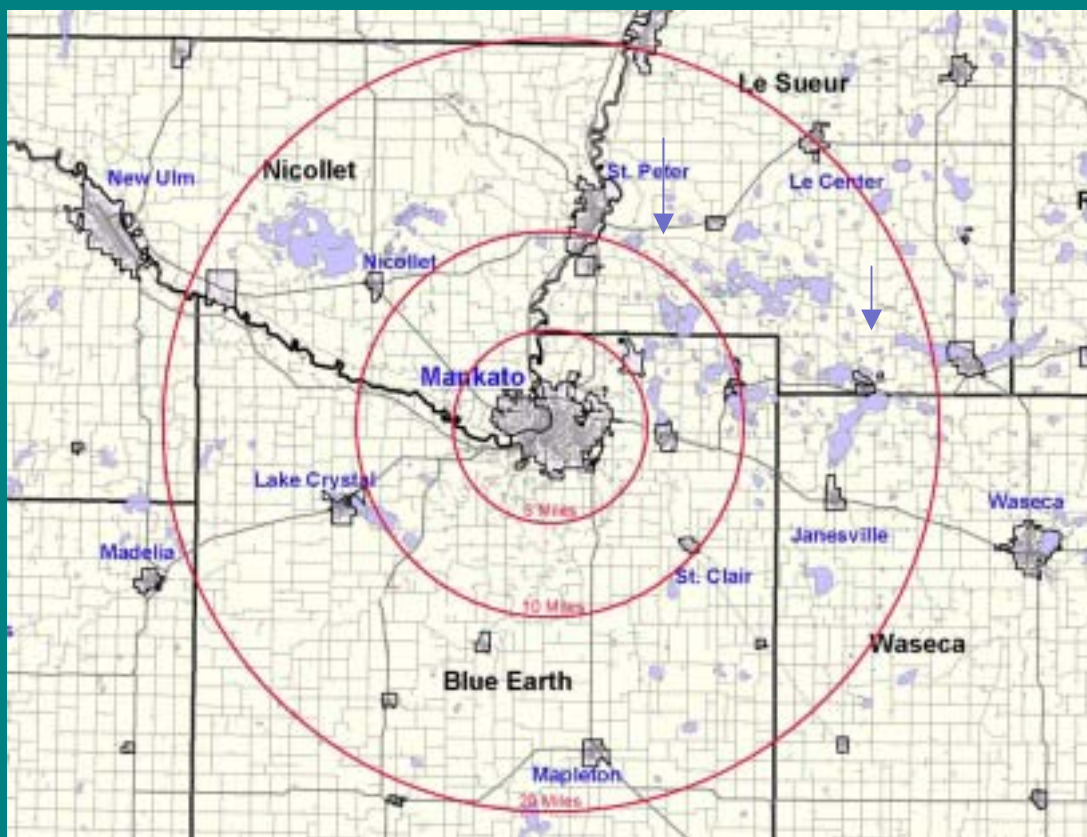 Le Sueur
Nicollet
St. Peter
New Ulm
Le Center
Nicollet
Mankato
Lake Crystal
5 Miles
Waseca
Janesville
Madelia
St. Clair
10 Miles
Waseca
Blue Earth
Mapleton
20 Miles